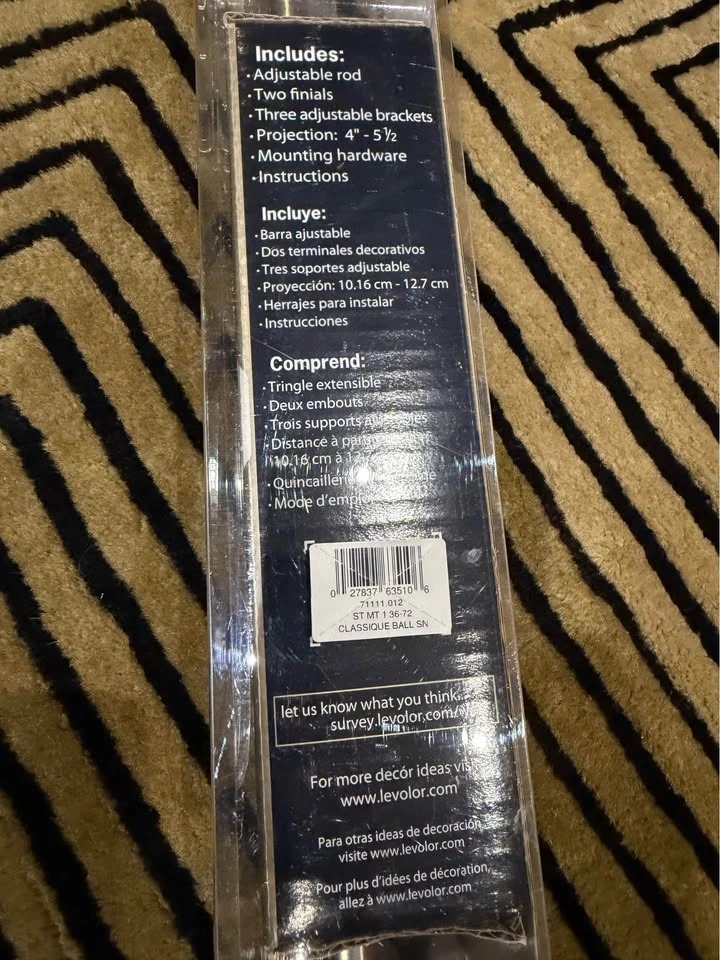 Includes:
· Adjustable rod
· Two finials
· Three adjustable brackets
· Projection: 4" - 5 ½
· Mounting hardware
· Instructions
Incluye:
· Barra ajustable
· Dos terminales decorativos
· Tres soportes adjustable
· Proyección: 10.16 cm - 12.7 cm
· Herrajes para instalar
· Instrucciones
Comprend:
· Tringle extensible
· Deux embouts
· Trois supports
· Distance à
10.16 cm à
· Quincaillerie
· Mode d'emploi
0 27837 63510 6
71111.012
ST MT 1 36-72
CLASSIQUE BALL SN
let us know what you think...
survey.levolor.com/
For more decór ideas
www.levolor.com
Para otras ideas de decoración
visite www.levolor.com
Pour plus d'idées de décoration,
allez à www.levolor.com